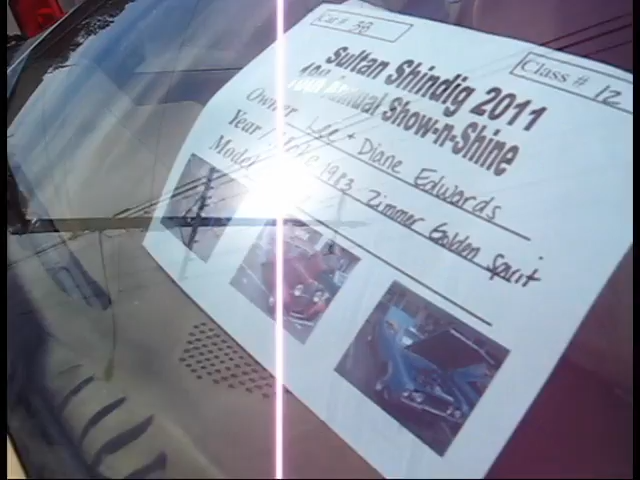 Car # 38
Class # 12
Sultan Shindig 2011
Annual Show-n-Shine
Owner Lee + Diane Edwards
Year / 1983 Zimmer Golden Spirit
Model